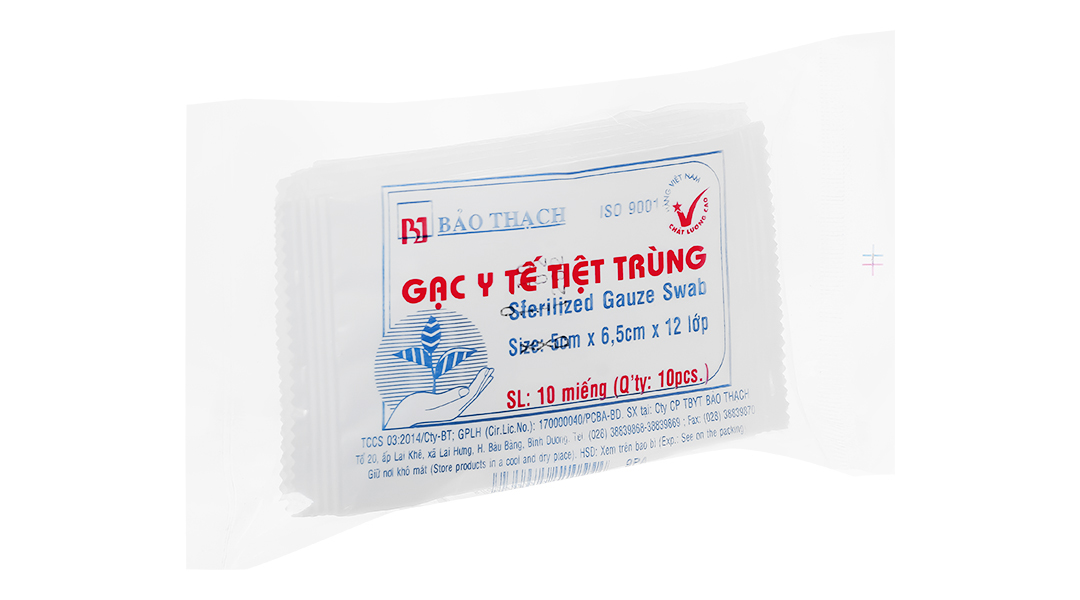 BJ BẢO THẠCH
ISO 9001
HÀNG VIỆT NAM
CHẤT LƯỢNG CAO
GẠC Y TẾ TIỆT TRÙNG
Sterilized Gauze Swab
Size: 5cm x 6,5cm x 12 lớp
SL: 10 miếng (Q'ty: 10pcs.)
TCCS 03:2014/Cty-BT; GPLH (Cir.Lic.No.): 170000040/PCBA-BD. SX tại: Cty CP TBYT BAO THACH
Tổ 20, ấp Lai Khê, xã Lai Hưng, H. Bàu Bàng, Bình Dương. Tel: (028) 38839868-38839869 ; Fax: (028) 3883987
Giữ nơi khô mát (Store products in a cool and dry place). HSD: Xem trên bao bì (Exp.: See on the packing